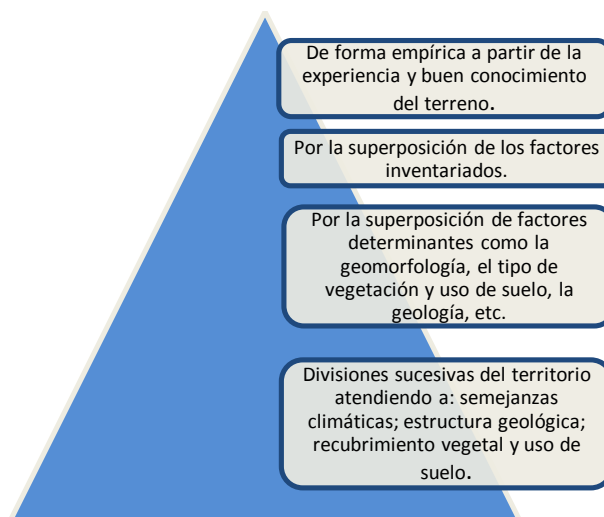 De forma empírica a partir de la
experiencia y buen conocimiento
del terreno.
Por la superposición de los factores
inventariados.
Por la superposición de factores
determinantes como la
geomorfología, el tipo de
vegetación y uso de suelo, la
geología, etc.
Divisiones sucesivas del territorio
atendiendo a: semejanzas
climáticas; estructura geológica;
recubrimiento vegetal y uso de
suelo.